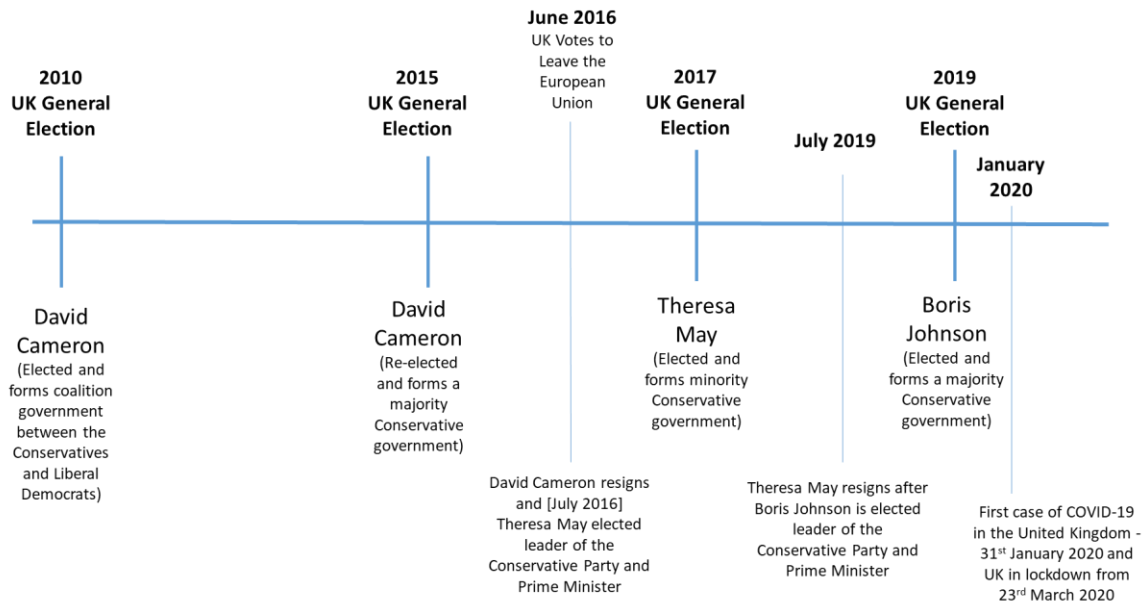 June 2016
UK Votes to
Leave the
European
Union
2010
UK General
Election
2015
UK General
Election
2017
UK General
Election
2019
UK General
Election
July 2019
January
2020
David
Cameron
(Elected and
forms coalition
government
between the
Conservatives
and Liberal
Democrats)
David
Cameron
(Re-elected
and forms a
majority
Conservative
government)
Theresa
May
(Elected and
forms minority
Conservative
government)
Boris
Johnson
(Elected and
forms a majority
Conservative
government)
David Cameron resigns
and [July 2016]
Theresa May elected
leader of the
Conservative Party and
Prime Minister
Theresa May resigns after
Boris Johnson is elected
leader of the
Conservative Party and
Prime Minister
First case of COVID-19
in the United Kingdom -
31st January 2020 and
UK in lockdown from
23rd March 2020